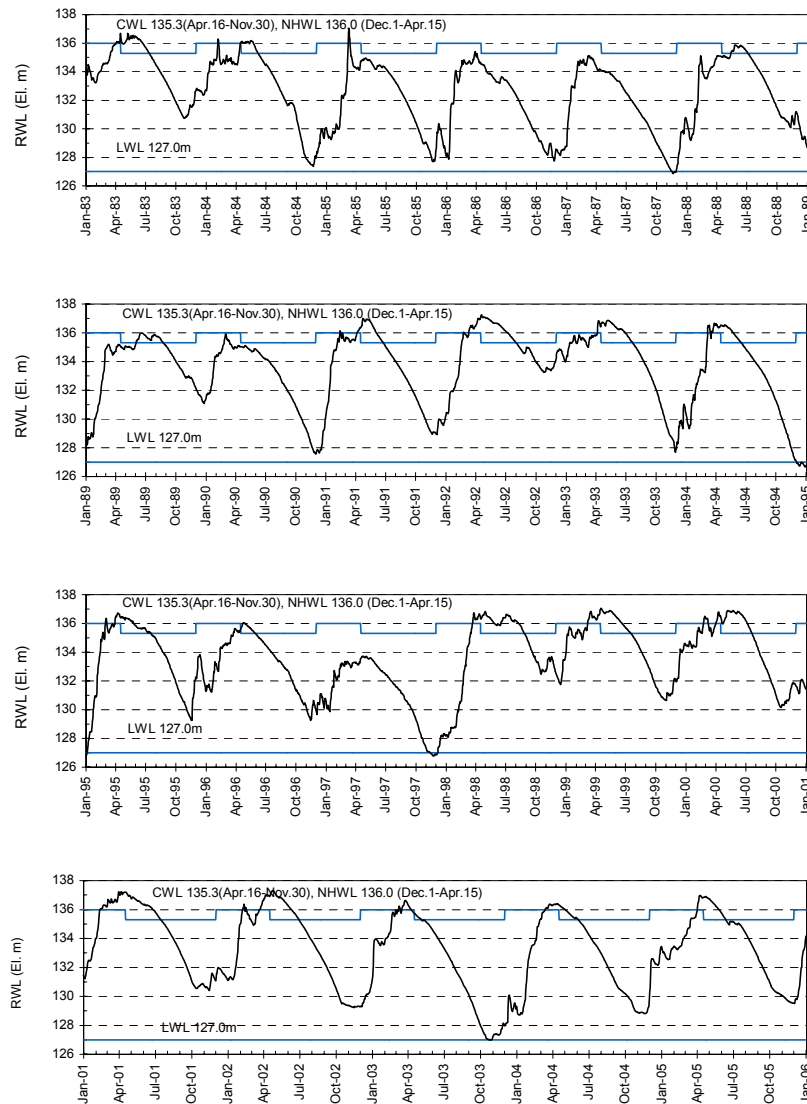 CWL 135.3(Apr.16-Nov.30), NHWL 136.0 (Dec.1-Apr.15)
138
136
134
132
130
128
126
RWL (El. m)
LWL 127.0m
Jan-83 Apr-83 Jul-83 Oct-83 Jan-84 Apr-84 Jul-84 Oct-84 Jan-85 Apr-85 Jul-85 Oct-85 Jan-86 Apr-86 Jul-86 Oct-86 Jan-87 Apr-87 Jul-87 Oct-87 Jan-88 Apr-88 Jul-88 Oct-88 Jan-89
CWL 135.3(Apr.16-Nov.30), NHWL 136.0 (Dec.1-Apr.15)
138
136
134
132
130
128
126
RWL (El. m)
LWL 127.0m
Jan-89 Apr-89 Jul-89 Oct-89 Jan-90 Apr-90 Jul-90 Oct-90 Jan-91 Apr-91 Jul-91 Oct-91 Jan-92 Apr-92 Jul-92 Oct-92 Jan-93 Apr-93 Jul-93 Oct-93 Jan-94 Apr-94 Jul-94 Oct-94 Jan-95
CWL 135.3(Apr.16-Nov.30), NHWL 136.0 (Dec.1-Apr.15)
138
136
134
132
130
128
126
RWL (El. m)
LWL 127.0m
Jan-95 Apr-95 Jul-95 Oct-95 Jan-96 Apr-96 Jul-96 Oct-96 Jan-97 Apr-97 Jul-97 Oct-97 Jan-98 Apr-98 Jul-98 Oct-98 Jan-99 Apr-99 Jul-99 Oct-99 Jan-00 Apr-00 Jul-00 Oct-00 Jan-01
CWL 135.3(Apr.16-Nov.30), NHWL 136.0 (Dec.1-Apr.15)
138
136
134
132
130
128
126
RWL (El. m)
LWL 127.0m
Jan-01 Apr-01 Jul-01 Oct-01 Jan-02 Apr-02 Jul-02 Oct-02 Jan-03 Apr-03 Jul-03 Oct-03 Jan-04 Apr-04 Jul-04 Oct-04 Jan-05 Apr-05 Jul-05 Oct-05 Jan-06